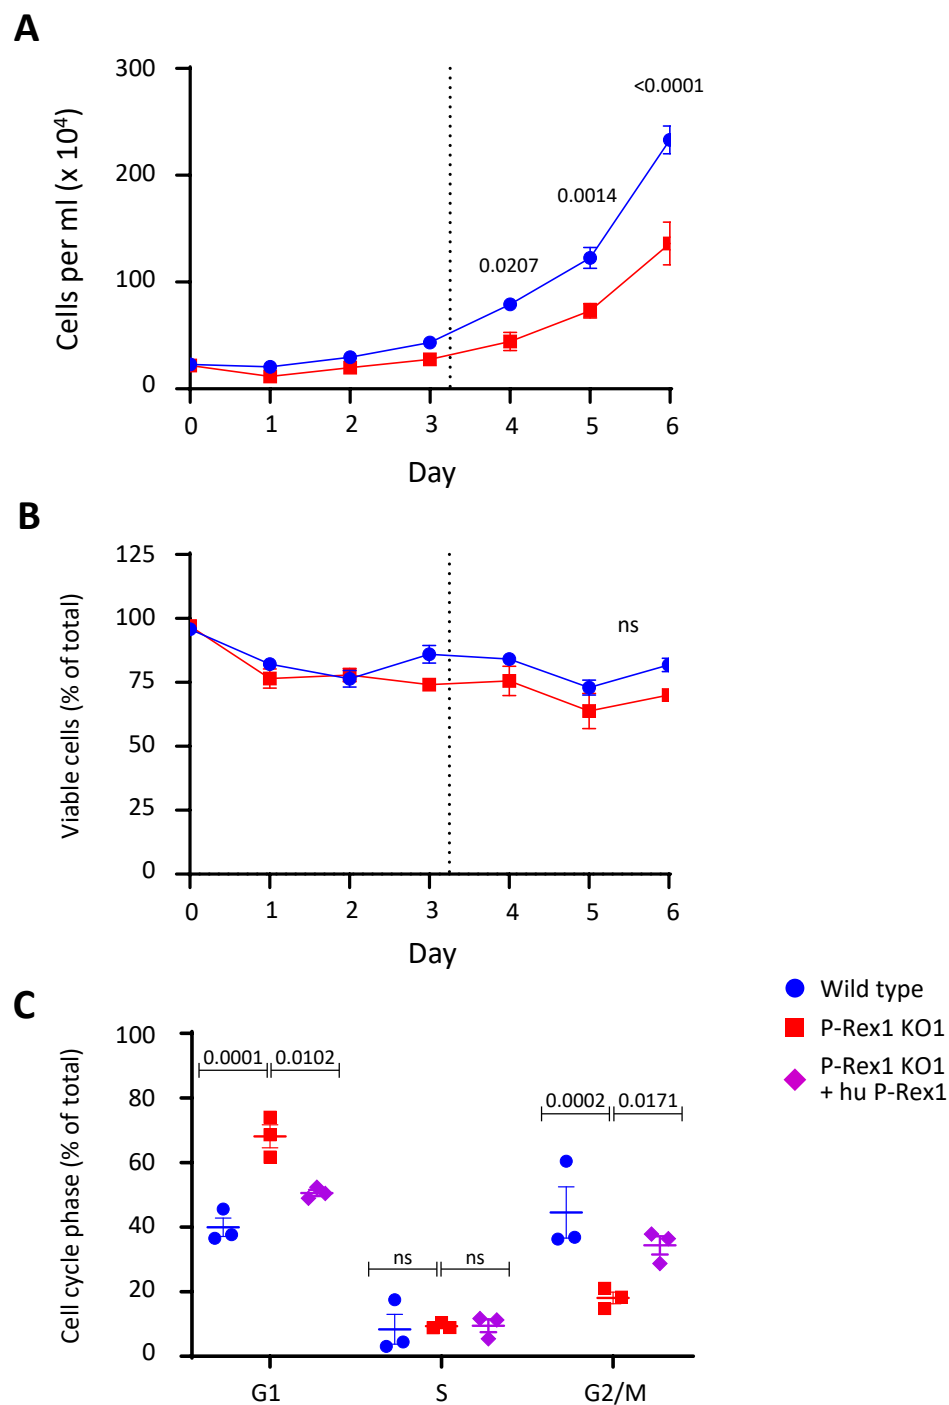 A
300
200
100
0
Cells per ml (x 10⁴)
<0.0001
0.0014
0.0207
0 1 2 3 4 5 6
Day
B
125
100
75
50
25
0
Viable cells (% of total)
ns
0 1 2 3 4 5 6
Day
Wild type
P-Rex1 KO1
P-Rex1 KO1
+ hu P-Rex1
C
100
80
60
40
20
0
Cell cycle phase (% of total)
0.0001 0.0102
ns ns
0.0002 0.0171
G1 S G2/M